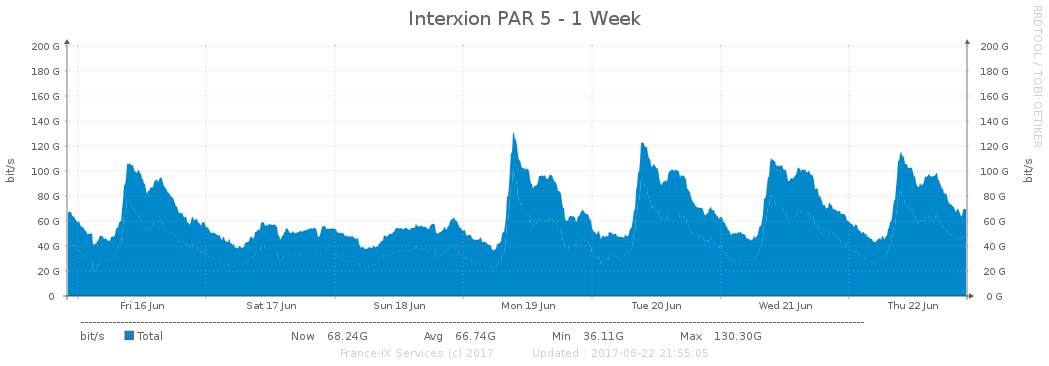 Interxion PAR 5 - 1 Week
RRDTOOL / TOBI OETIKER
200 G 200 G
180 G 180 G
160 G 160 G
140 G 140 G
120 G 120 G
100 G 100 G
80 G 80 G
60 G 60 G
40 G 40 G
20 G 20 G
0 0 G
bit/s
bit/s
Fri 16 Jun Sat 17 Jun Sun 18 Jun Mon 19 Jun Tue 20 Jun Wed 21 Jun Thu 22 Jun
bit/s Total Now 68.24G Avg 66.74G Min 36.11G Max 130.30G
France-IX Services (c) 2017 Updated : 2017-06-22 21:55:05